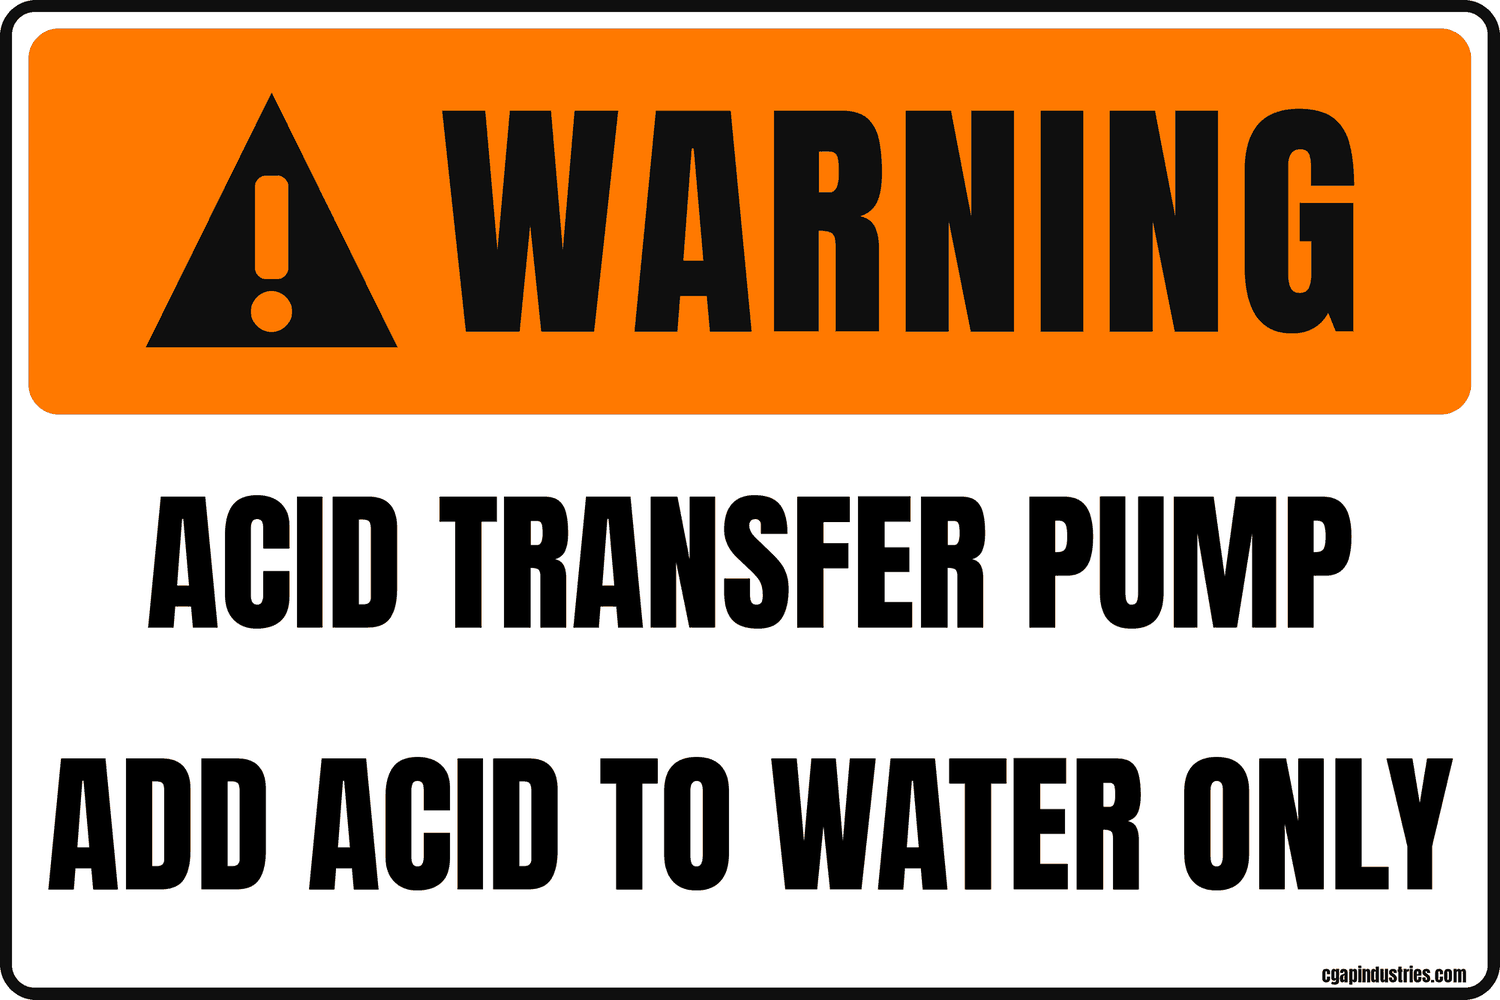 WARNING
ACID TRANSFER PUMP
ADD ACID TO WATER ONLY
cgapindustries.com